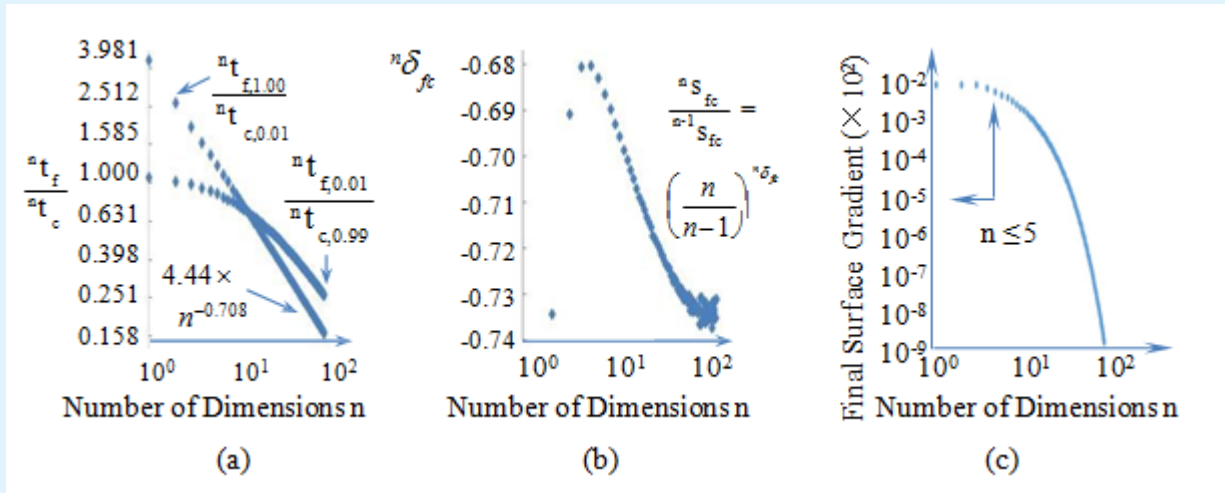 3.981
2.512
1.585
1.000
0.631
0.398
0.251
0.158
ⁿt_f
ⁿt_c
ⁿt_f,1.00
ⁿt_c,0.01
ⁿt_f,0.01
ⁿt_c,0.99
4.44 ×
n^−0.708
10⁰ 10¹ 10²
Number of Dimensions n
(a)
ⁿδ_fc
-0.68
-0.69
-0.70
-0.71
-0.72
-0.73
-0.74
ⁿS_fc
ⁿ⁻¹S_fc
=
(n
n−1)^ⁿδ_fc
10⁰ 10¹ 10²
Number of Dimensions n
(b)
Final Surface Gradient (× 10²)
10⁻²
10⁻³
10⁻⁴
10⁻⁵
10⁻⁶
10⁻⁷
10⁻⁸
10⁻⁹
n ≤5
10⁰ 10¹ 10²
Number of Dimensions n
(c)